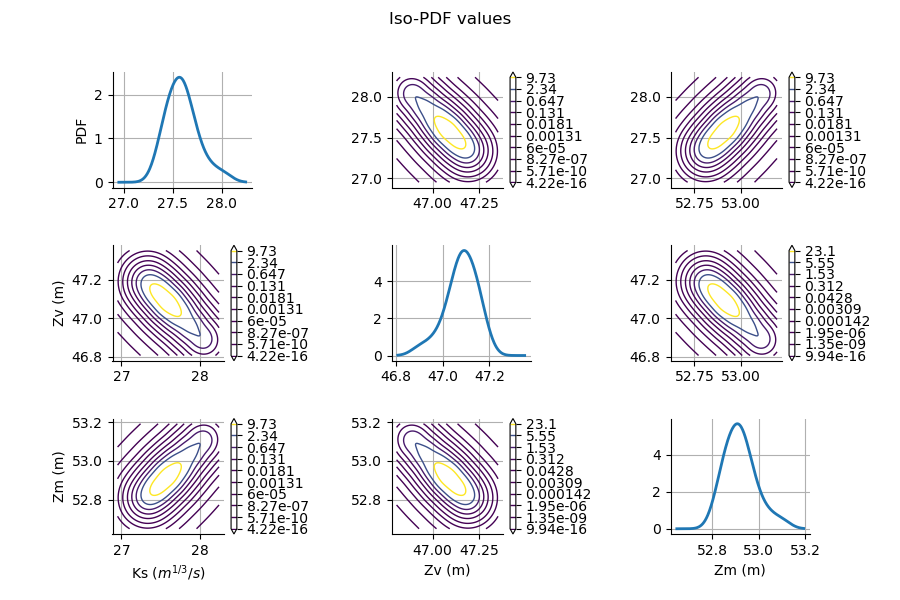 Iso-PDF values
PDF
2
1
0
27.0 27.5 28.0
28.0
27.5
27.0
47.00 47.25
9.73
2.34
0.647
0.131
0.0181
0.00131
6e-05
8.27e-07
5.71e-10
4.22e-16
28.0
27.5
27.0
52.75 53.00
9.73
2.34
0.647
0.131
0.0181
0.00131
6e-05
8.27e-07
5.71e-10
4.22e-16
Zv (m)
47.2
47.0
46.8
27 28
9.73
2.34
0.647
0.131
0.0181
0.00131
6e-05
8.27e-07
5.71e-10
4.22e-16
4
2
0
46.8 47.0 47.2
47.2
47.0
46.8
52.75 53.00
23.1
5.55
1.53
0.312
0.0428
0.00309
0.000142
1.95e-06
1.35e-09
9.94e-16
Zm (m)
53.2
53.0
52.8
27 28
Ks (m^{1/3}/s)
9.73
2.34
0.647
0.131
0.0181
0.00131
6e-05
8.27e-07
5.71e-10
4.22e-16
53.2
53.0
52.8
47.00 47.25
Zv (m)
23.1
5.55
1.53
0.312
0.0428
0.00309
0.000142
1.95e-06
1.35e-09
9.94e-16
4
2
0
52.8 53.0 53.2
Zm (m)